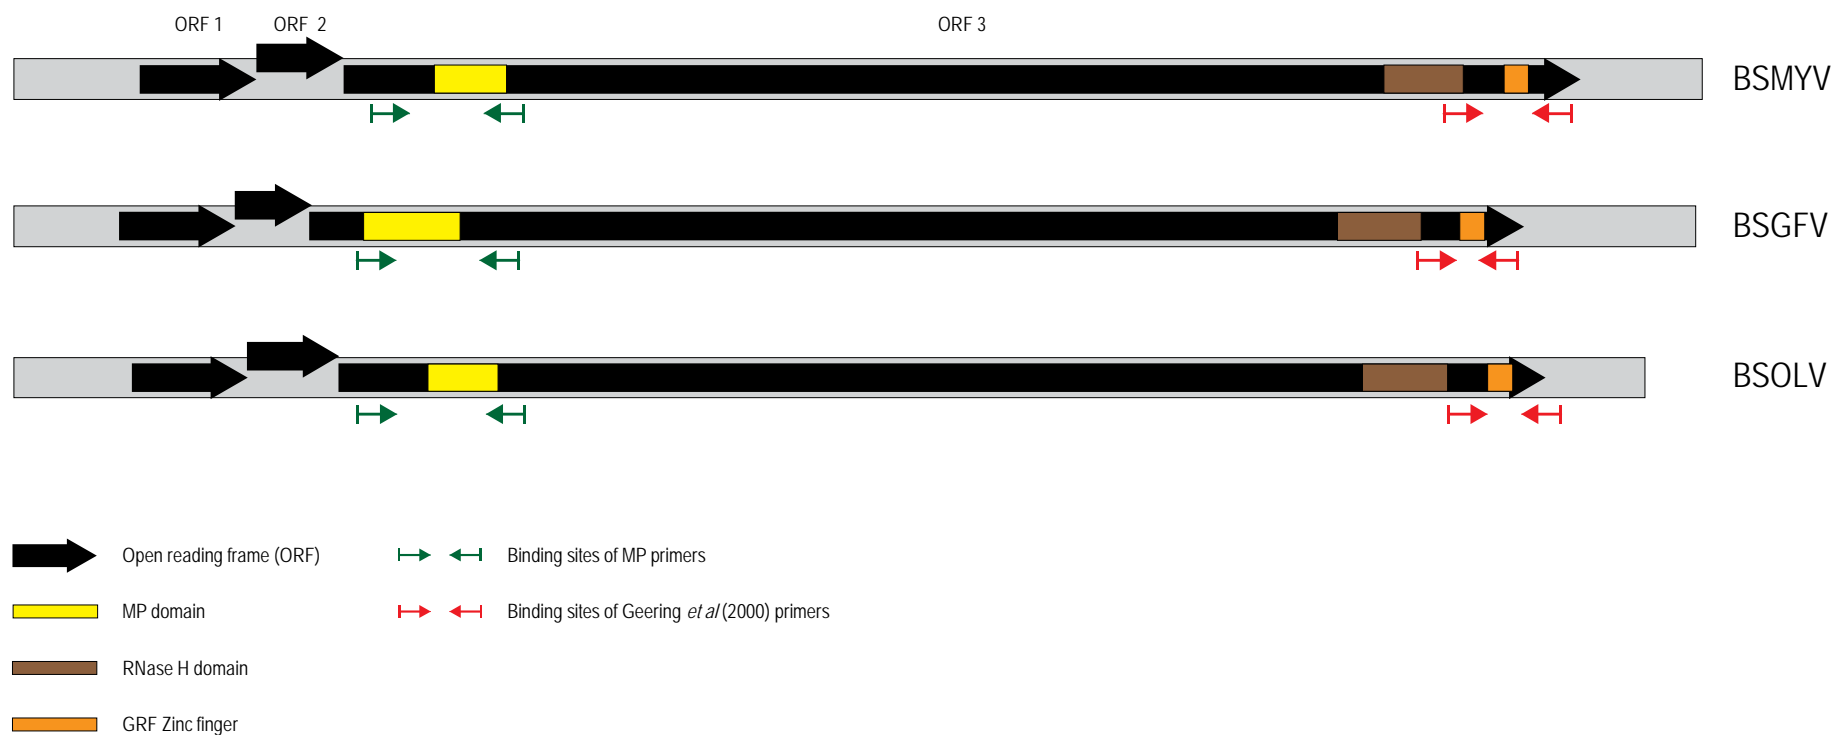 ORF 1 ORF 2 ORF 3
BSMYV
BSGFV
BSOLV
Open reading frame (ORF) Binding sites of MP primers
MP domain Binding sites of Geering et al (2000) primers
RNase H domain
GRF Zinc finger